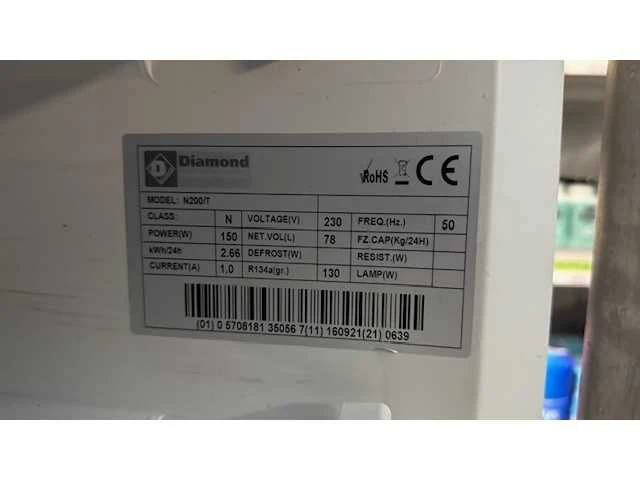 Diamond
RoHS CE
MODEL: N200/T
CLASS: N VOLTAGE(V) 230 FREQ.(Hz.) 50
POWER(W) 150 NET.VOL(L) 78 FZ.CAP(Kg/24H)
kWh/24h 2.66 DEFROST(W) RESIST.(W)
CURRENT(A) 1,0 R134a(gr.) 130 LAMP(W)
(01) 0 5708181 35056 7(11) 160921(21) 0639